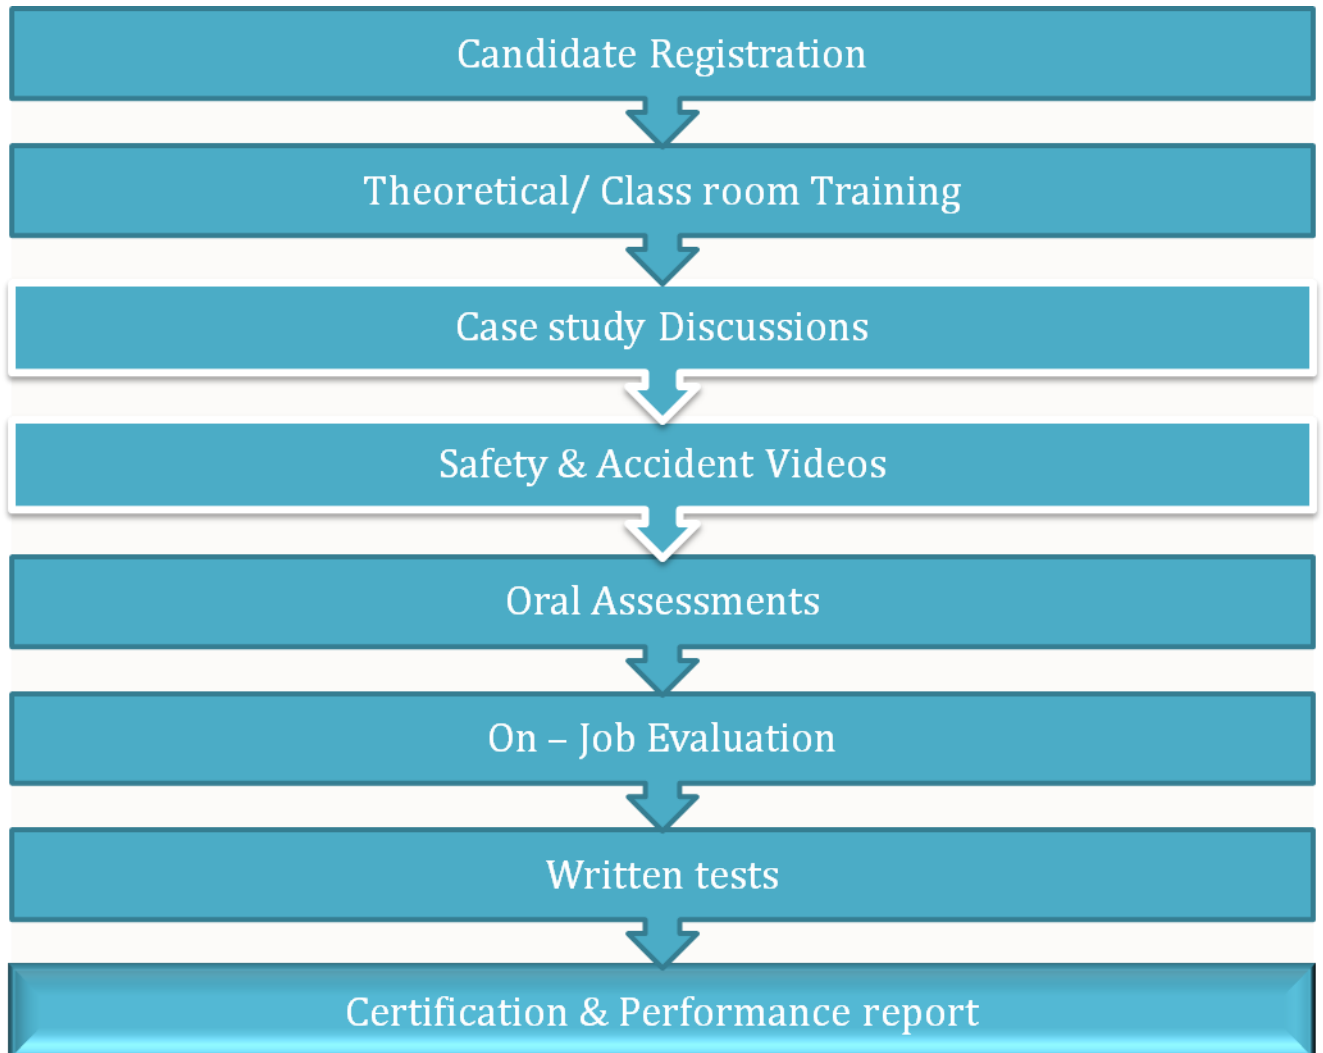 Candidate Registration
Theoretical/ Class room Training
Case study Discussions
Safety & Accident Videos
Oral Assessments
On – Job Evaluation
Written tests
Certification & Performance report